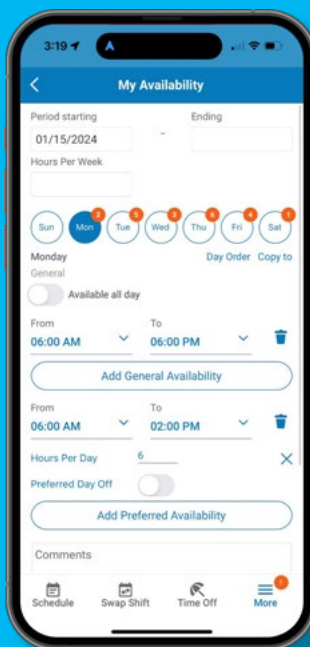 3:19
My Availability
Period starting Ending
01/15/2024 -
Hours Per Week
2 5 3 6 4 1
Sun Mon Tue Wed Thu Fri Sat
Monday Day Order Copy to
General
Available all day
From To
06:00 AM 06:00 PM
Add General Availability
From To
06:00 AM 02:00 PM
Hours Per Day 6
Preferred Day Off
Add Preferred Availability
Comments
1
Schedule Swap Shift Time Off More